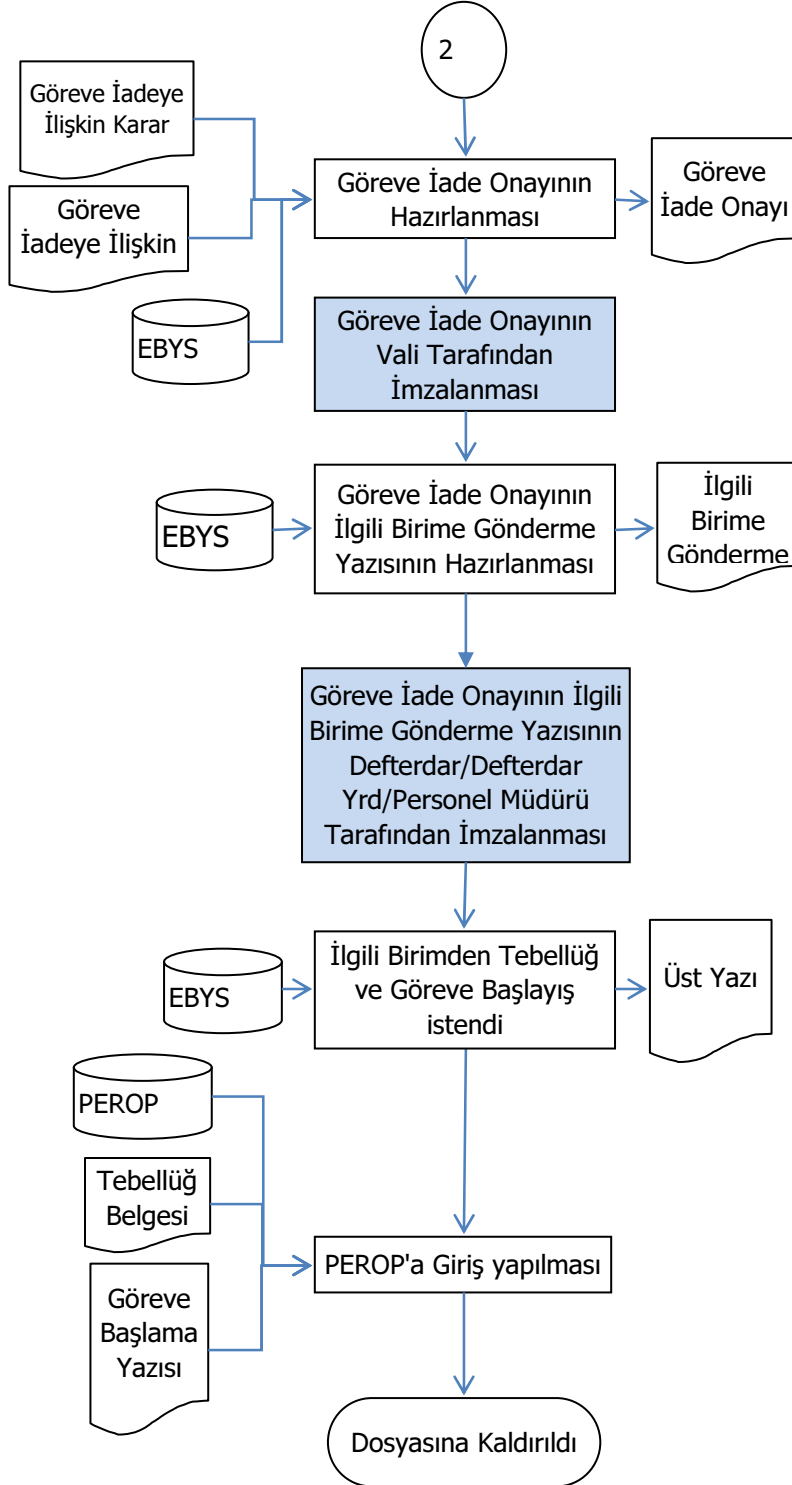 2
Göreve İadeye
İlişkin Karar
Göreve
İadeye İlişkin
EBYS
Göreve İade Onayının
Hazırlanması
Göreve
İade Onayı
Göreve İade Onayının
Vali Tarafından
İmzalanması
EBYS
Göreve İade Onayının
İlgili Birime Gönderme
Yazısının Hazırlanması
İlgili
Birime
Gönderme
Göreve İade Onayının İlgili
Birime Gönderme Yazısının
Defterdar/Defterdar
Yrd/Personel Müdürü
Tarafından İmzalanması
EBYS
İlgili Birimden Tebellüğ
ve Göreve Başlayış
istendi
Üst Yazı
PEROP
Tebellüğ
Belgesi
Göreve
Başlama
Yazısı
PEROP'a Giriş yapılması
Dosyasına Kaldırıldı